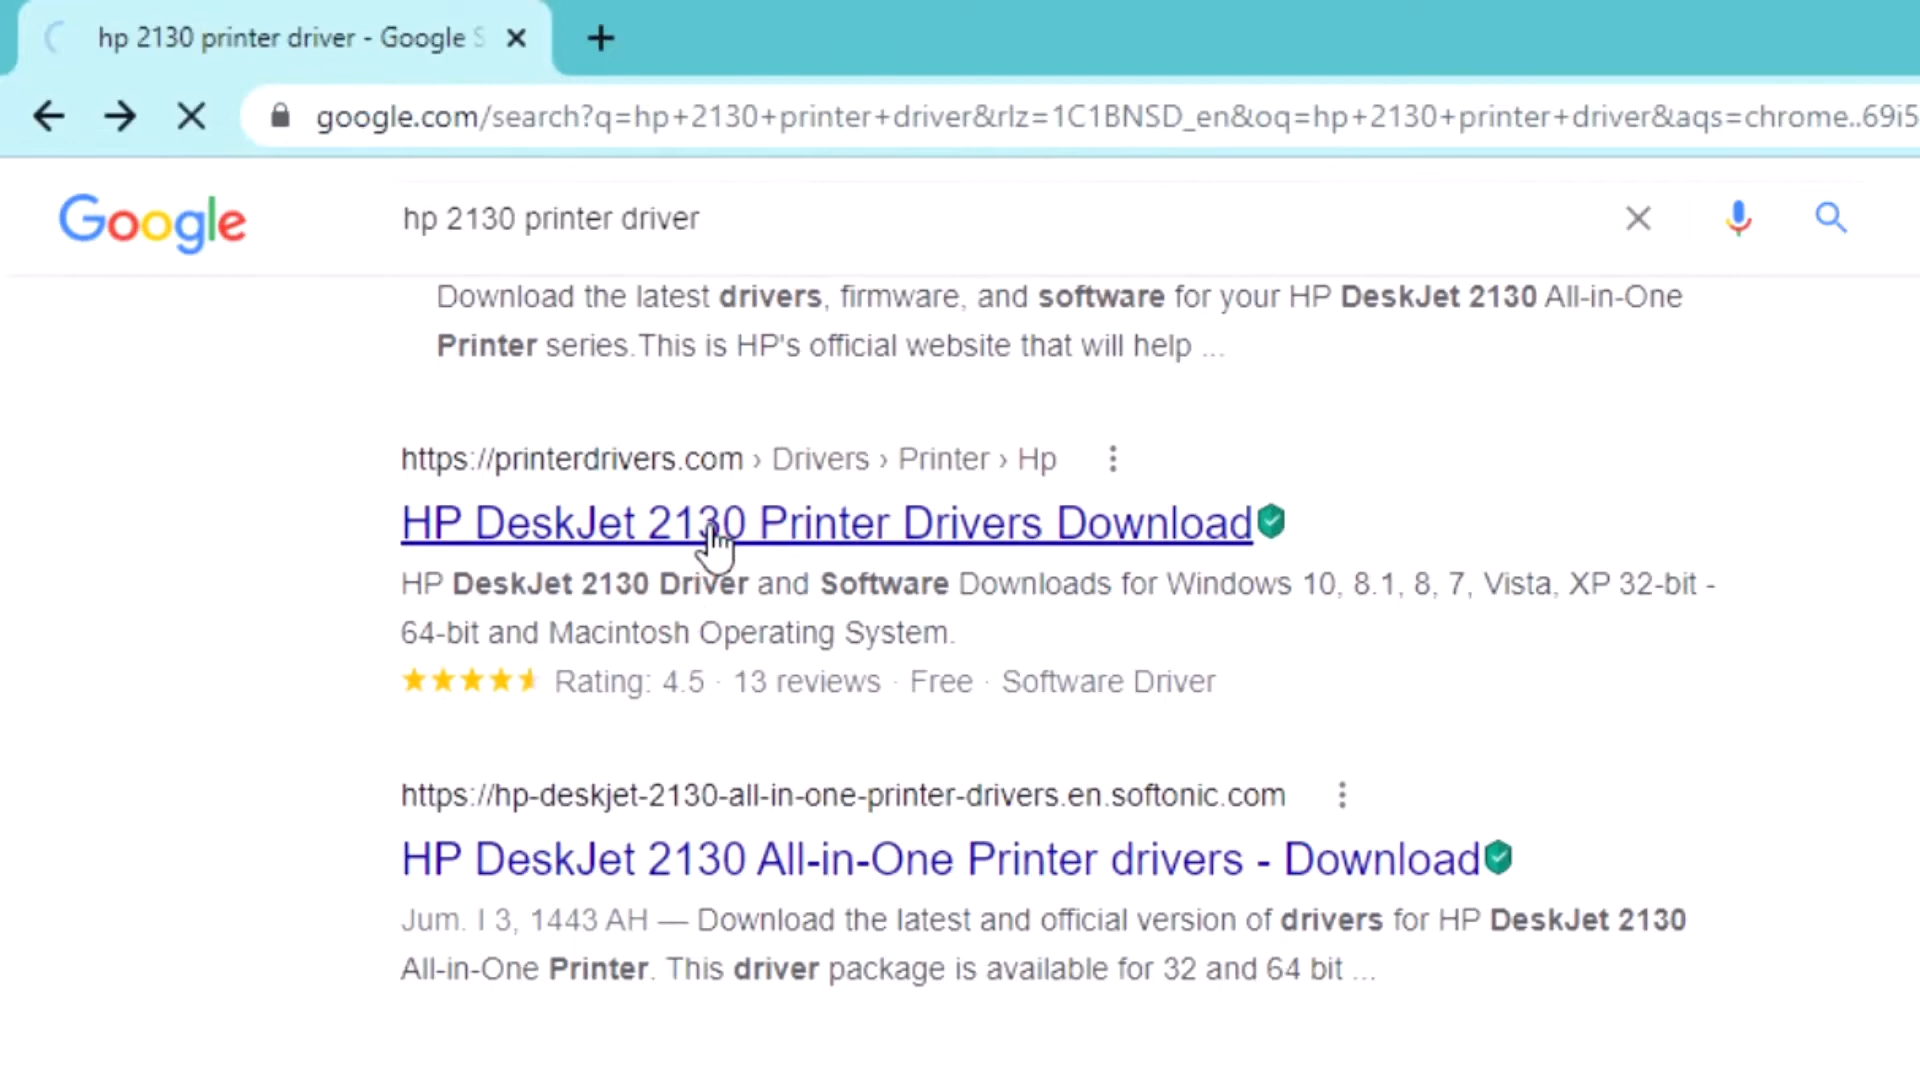 hp 2130 printer driver - Google S
google.com/search?q=hp+2130+printer+driver&rlz=1C1BNSD_en&oq=hp+2130+printer+driver&aqs=chrome..69i5
Google
hp 2130 printer driver
Download the latest drivers, firmware, and software for your HP DeskJet 2130 All-in-One
Printer series.This is HP's official website that will help ...
https://printerdrivers.com › Drivers › Printer › Hp
HP DeskJet 2130 Printer Drivers Download
HP DeskJet 2130 Driver and Software Downloads for Windows 10, 8.1, 8, 7, Vista, XP 32-bit -
64-bit and Macintosh Operating System.
Rating: 4.5 · 13 reviews · Free · Software Driver
https://hp-deskjet-2130-all-in-one-printer-drivers.en.softonic.com
HP DeskJet 2130 All-in-One Printer drivers - Download
Jum. I 3, 1443 AH — Download the latest and official version of drivers for HP DeskJet 2130
All-in-One Printer. This driver package is available for 32 and 64 bit ...